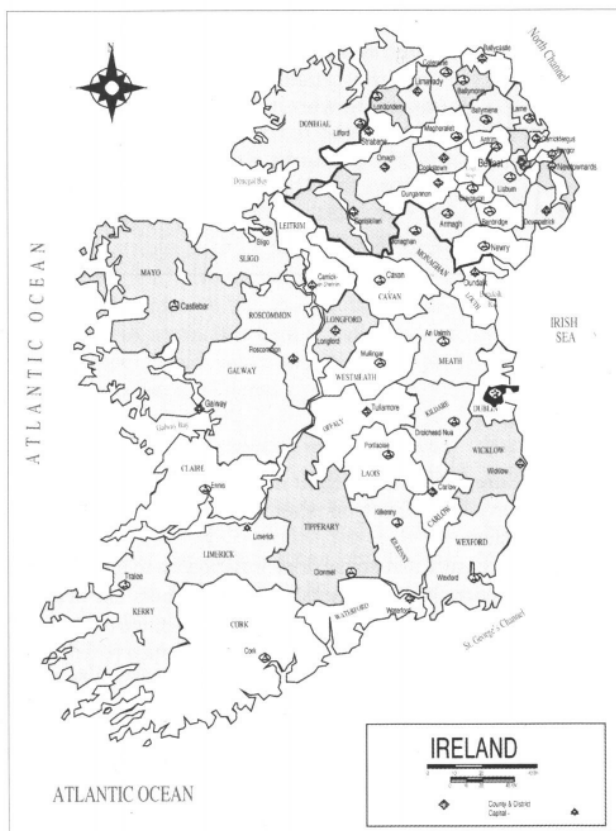 S
North Channel
Ballycastle
Coleraine
Limavady
Ballymoney
Londonderry
DONEGAL
Lifford
Strabane
Ballymena
Larne
Magherafelt
Antrim
Carrickfergus
Bangor
Belfast
Newtownards
Omagh
Cookstown
Donegal Bay
Dungannon
Craigavon
Lisburn
Enniskillen
Armagh
Banbridge
Downpatrick
LEITRIM
Sligo
SLIGO
Monaghan
MONAGHAN
Newry
Dundalk
LOUTH
ATLANTIC OCEAN
MAYO
Castlebar
Cavan
CAVAN
IRISH
SEA
ROSCOMMON
Roscommon
LONGFORD
Longford
An Uaimh
MEATH
Mullingar
WESTMEATH
GALWAY
Galway
Galway Bay
Tullamore
OFFALY
KILDARE
Droichead Nua
DUBLIN
Portlaoise
LAOIS
WICKLOW
Wicklow
CLARE
Ennis
Carlow
CARLOW
TIPPERARY
Kilkenny
KILKENNY
Limerick
LIMERICK
WEXFORD
Wexford
Clonmel
Tralee
KERRY
WATERFORD
Waterford
CORK
Cork
St. George's Channel
IRELAND
County & District
Capital -
ATLANTIC OCEAN